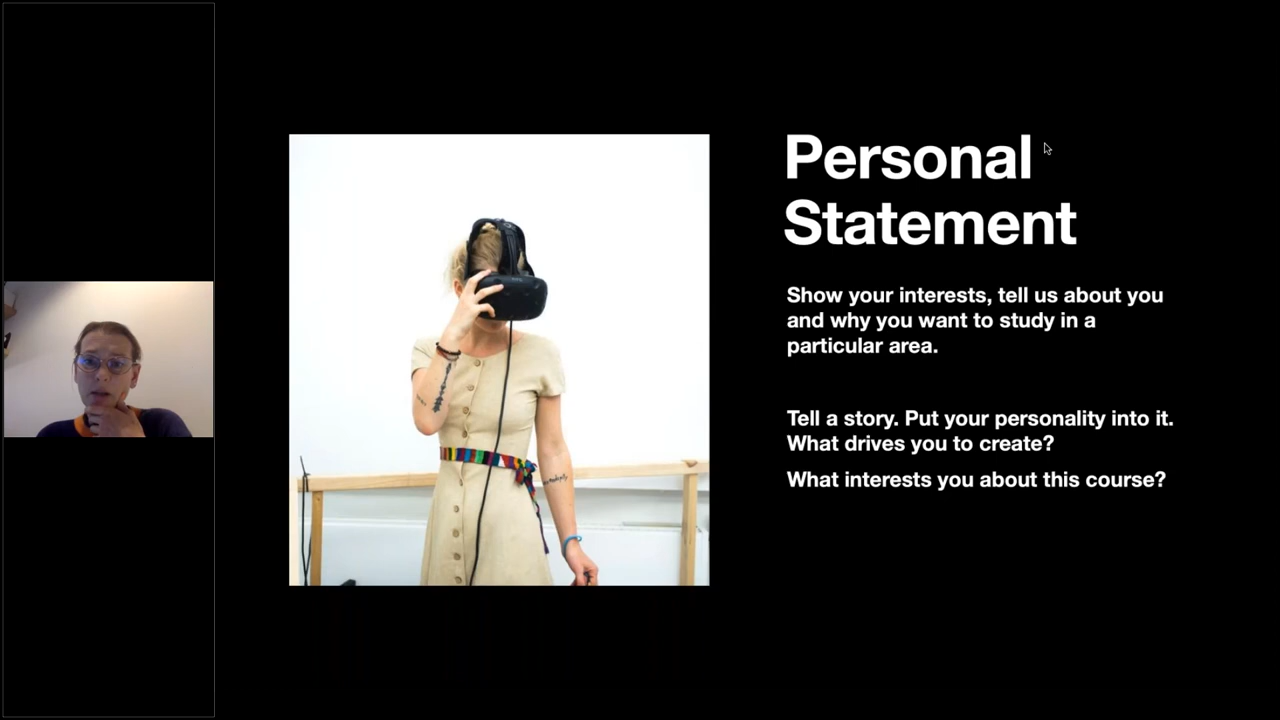 Personal
Statement
Show your interests, tell us about you
and why you want to study in a
particular area.
Tell a story. Put your personality into it.
What drives you to create?
What interests you about this course?